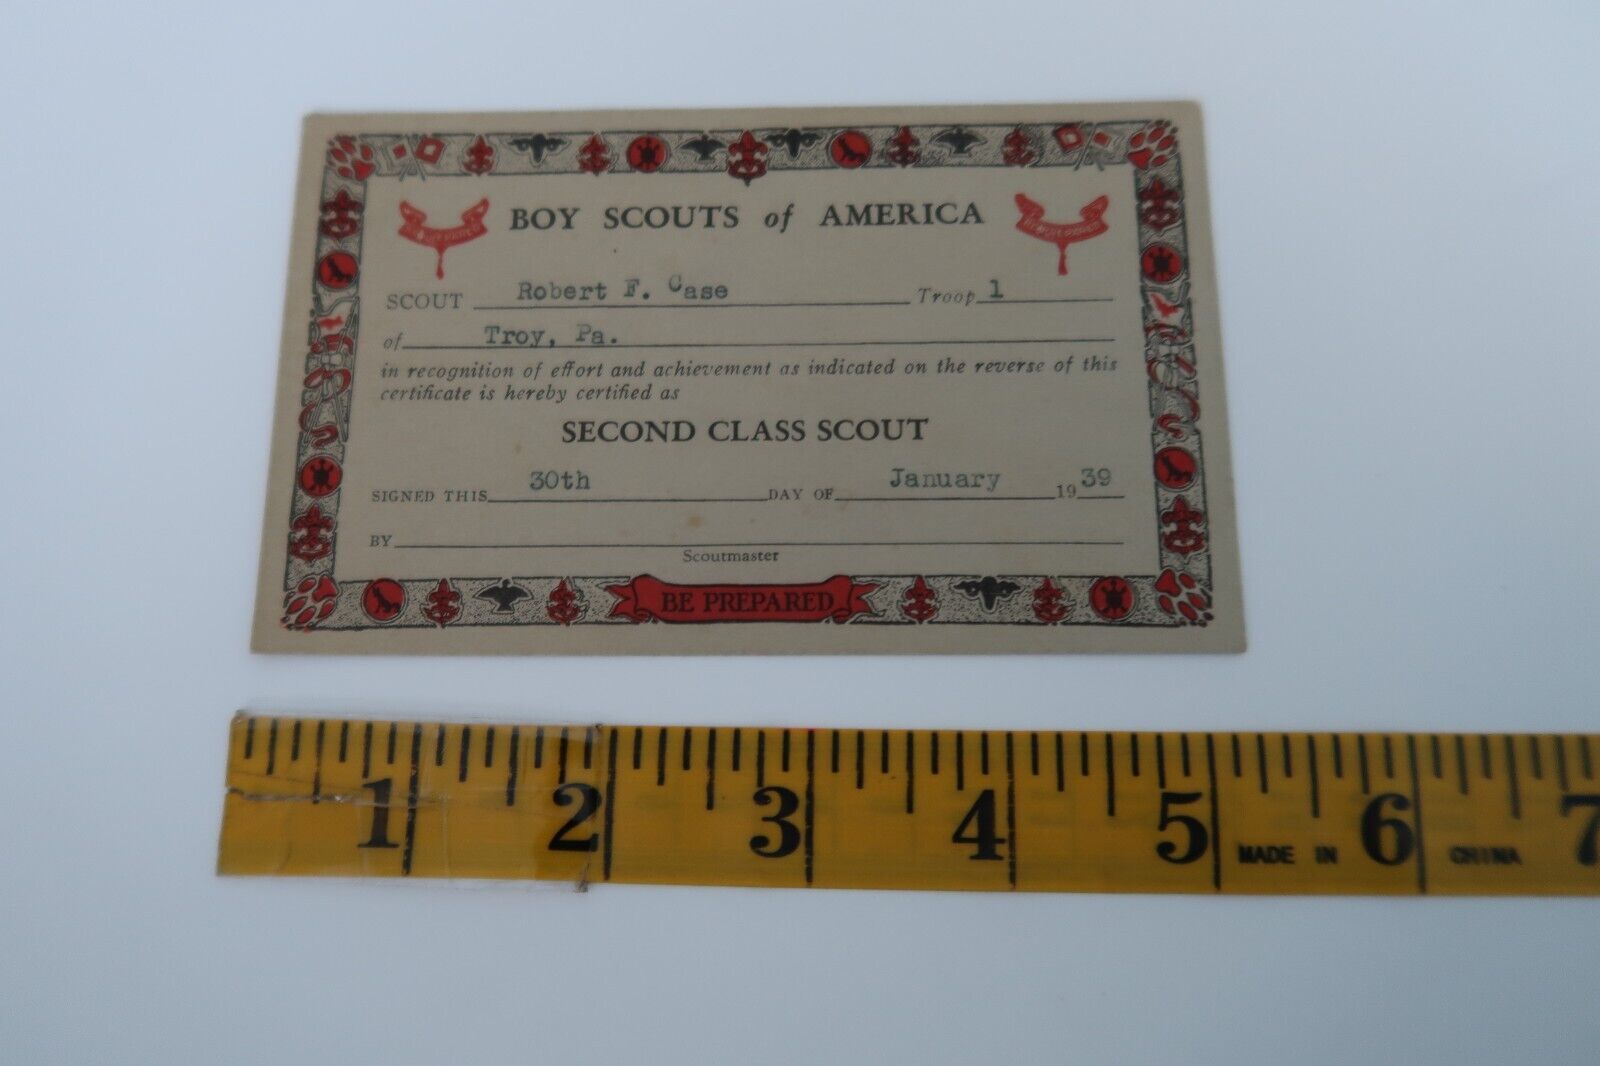 BOY SCOUTS of AMERICA
SCOUT Robert F. Case Troop 1
of Troy, Pa.
in recognition of effort and achievement as indicated on the reverse of this
certificate is hereby certified as
SECOND CLASS SCOUT
SIGNED THIS 30th DAY OF January 1939
BY
Scoutmaster
BE PREPARED
1 2 3 4 5 MADE IN 6 CHINA 7